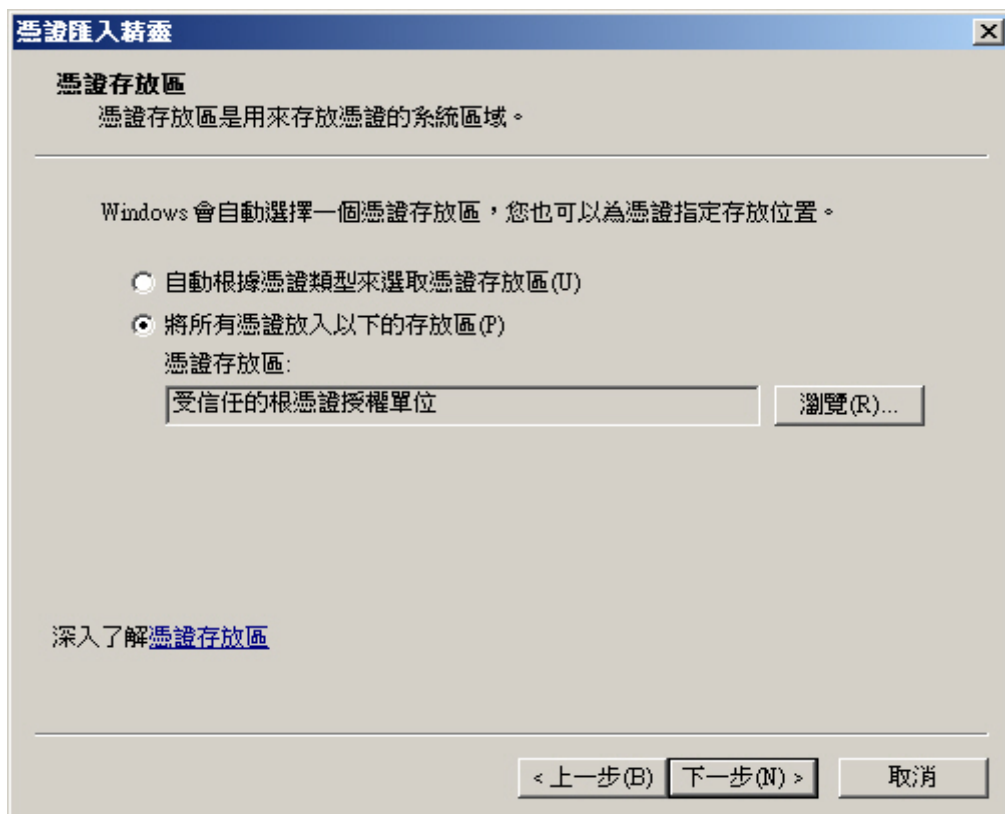 憑證匯入精靈
憑證存放區
憑證存放區是用來存放憑證的系統區域。
Windows 會自動選擇一個憑證存放區，您也可以為憑證指定存放位置。
自動根據憑證類型來選取憑證存放區(U)
將所有憑證放入以下的存放區(P)
憑證存放區:
受信任的根憑證授權單位
瀏覽(R)...
深入了解憑證存放區
< 上一步(B)
下一步(N) >
取消